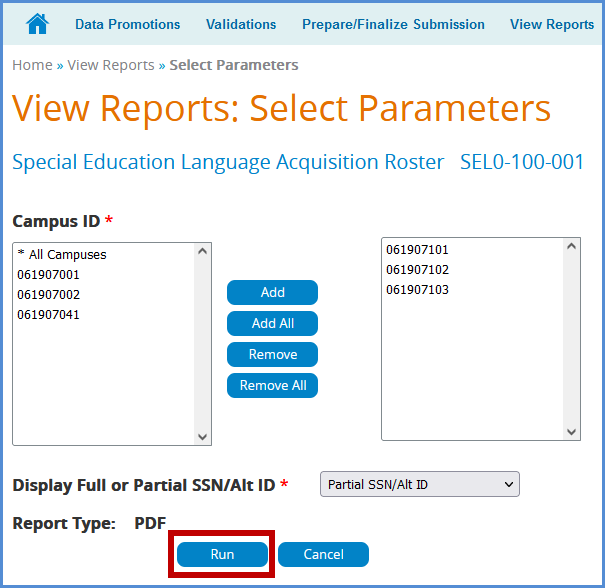 Data Promotions Validations Prepare/Finalize Submission View Reports
Home » View Reports » Select Parameters
View Reports: Select Parameters
Special Education Language Acquisition Roster SEL0-100-001
Campus ID *
* All Campuses
061907001
061907002
061907041
Add
Add All
Remove
Remove All
061907101
061907102
061907103
Display Full or Partial SSN/Alt ID * Partial SSN/Alt ID
Report Type: PDF
Run Cancel